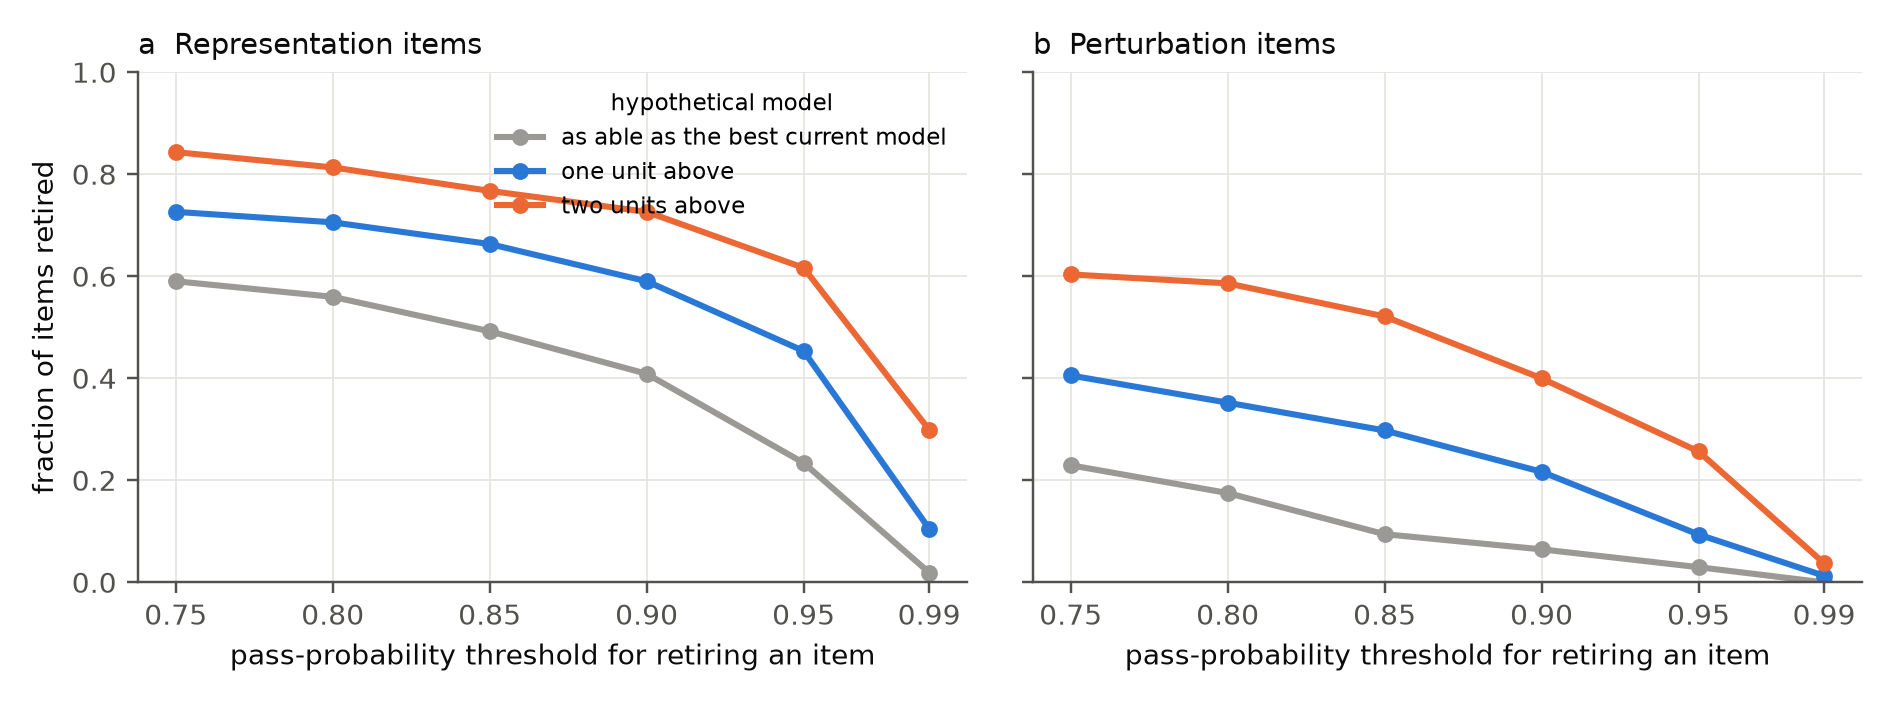 a Representation items
b Perturbation items
fraction of items retired
1.0
0.8
0.6
0.4
0.2
0.0
hypothetical model
as able as the best current model
one unit above
two units above
0.75 0.80 0.85 0.90 0.95 0.99
0.75 0.80 0.85 0.90 0.95 0.99
pass-probability threshold for retiring an item
pass-probability threshold for retiring an item